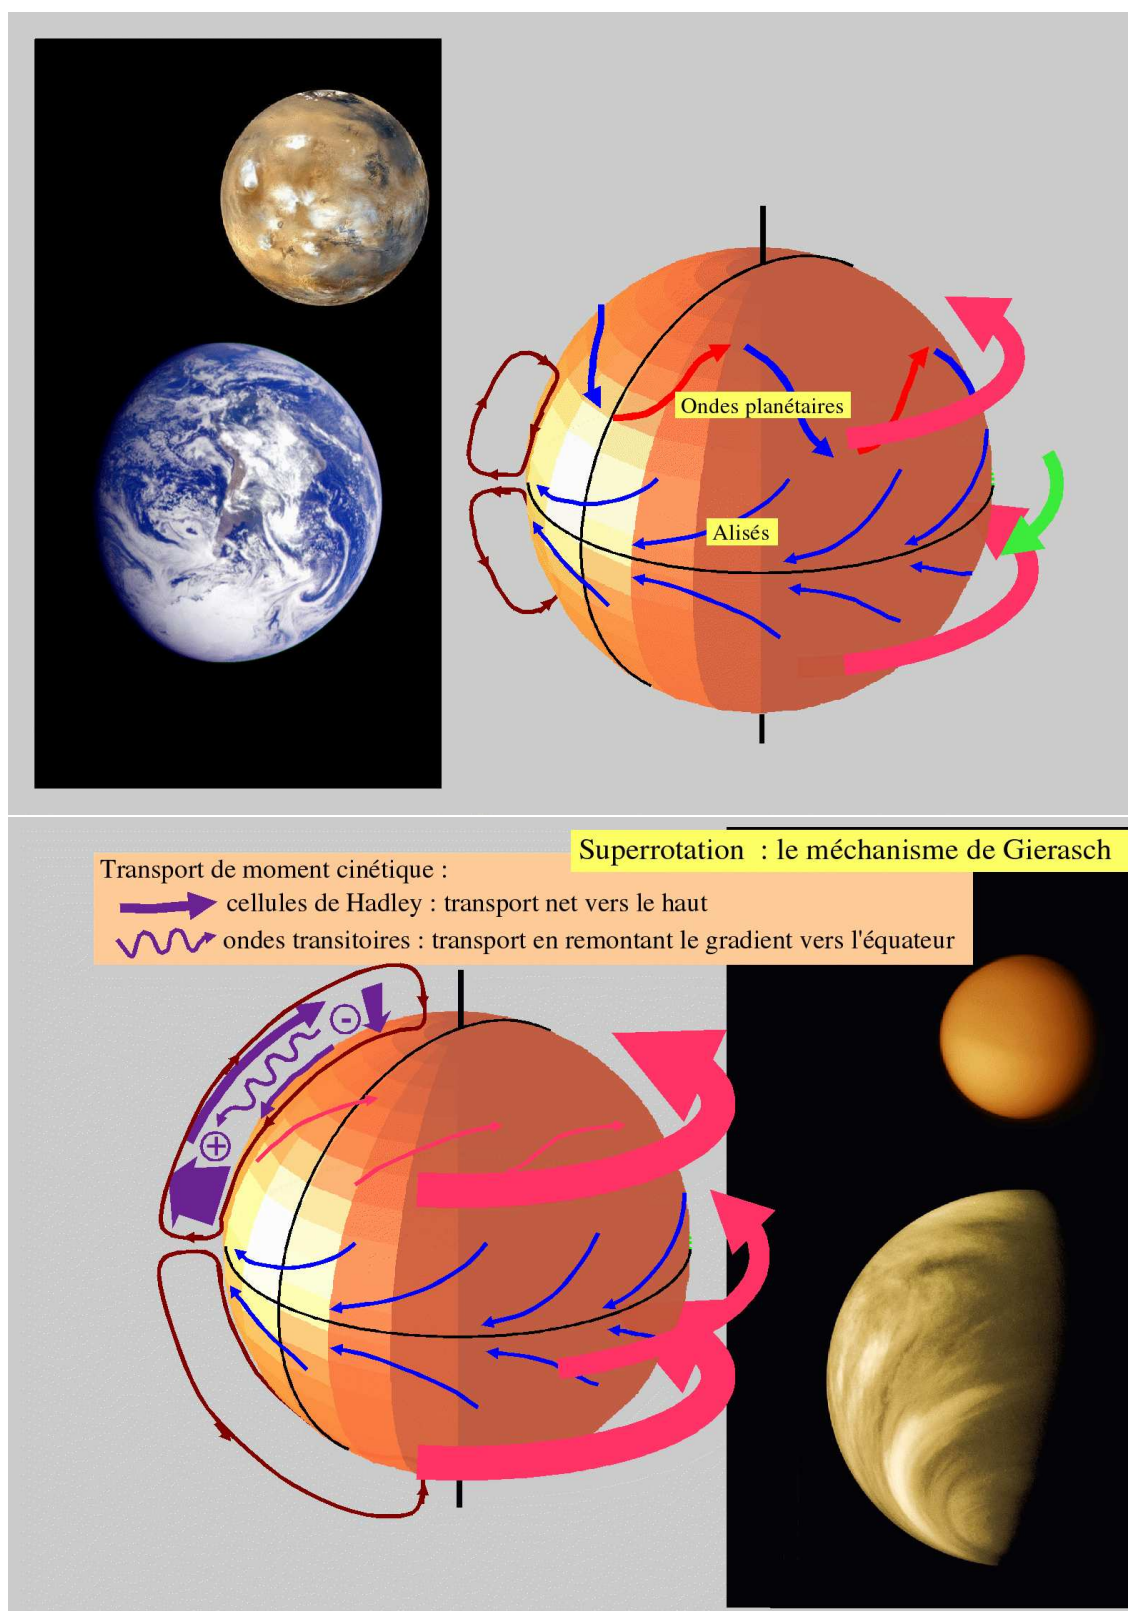 Ondes planétaires
Alisés
Superrotation : le méchanisme de Gierasch
Transport de moment cinétique :
cellules de Hadley : transport net vers le haut
ondes transitoires : transport en remontant le gradient vers l'équateur
-
+